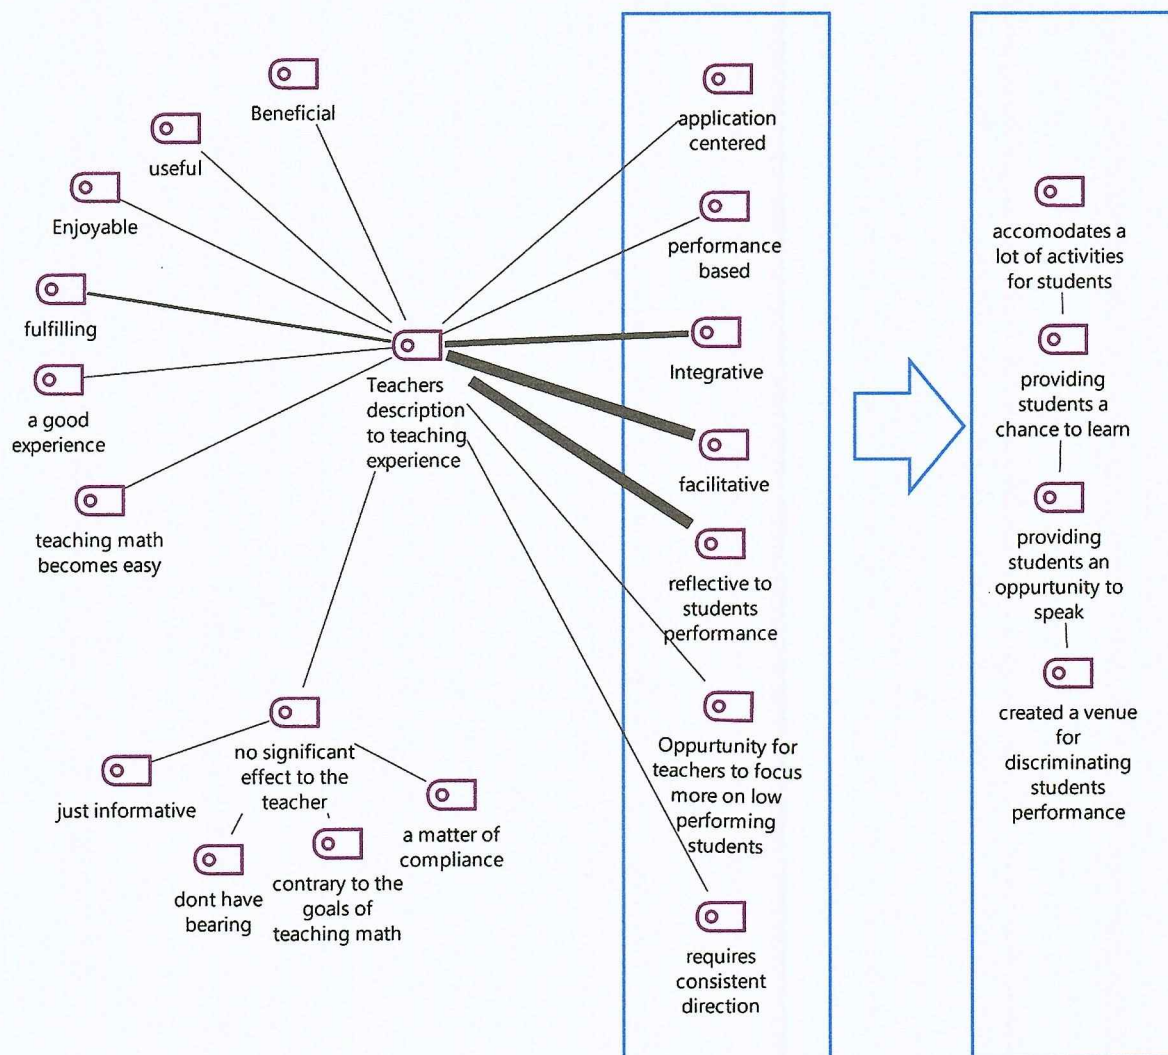 Beneficial
useful
Enjoyable
fulfilling
a good
experience
teaching math
becomes easy
Teachers
description
to teaching
experience
no significant
effect to the
teacher
just informative
dont have
bearing
contrary to the
goals of
teaching math
a matter of
compliance
application
centered
performance
based
Integrative
facilitative
reflective to
students
performance
Oppurtunity for
teachers to focus
more on low
performing
students
requires
consistent
direction
accomodates a
lot of activities
for students
providing
students a
chance to learn
providing
students an
oppurtunity to
speak
created a venue
for
discriminating
students
performance